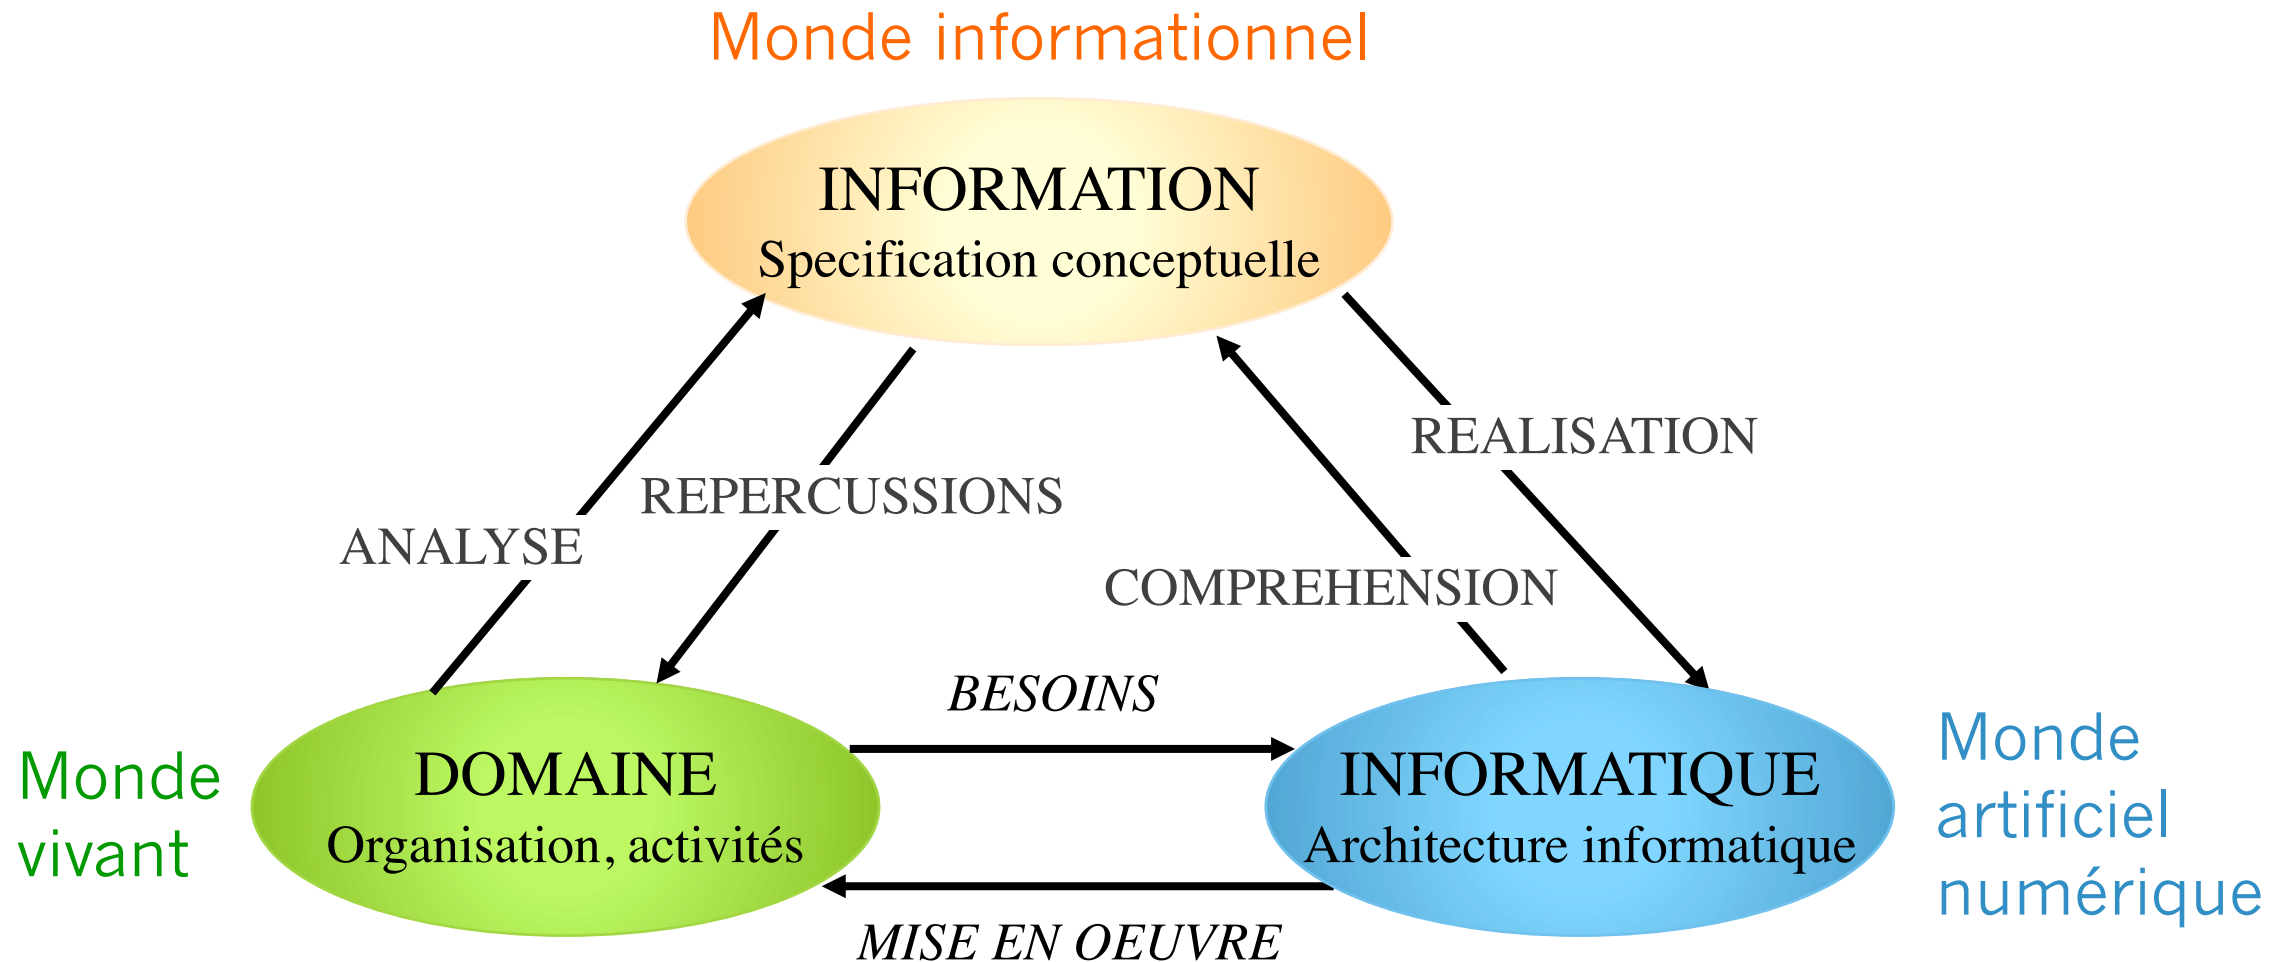 Monde informationnel
INFORMATION
Specification conceptuelle
REALISATION
REPERCUSSIONS
ANALYSE
COMPREHENSION
BESOINS
Monde
vivant
DOMAINE
Organisation, activités
INFORMATIQUE
Architecture informatique
Monde
artificiel
numérique
MISE EN OEUVRE